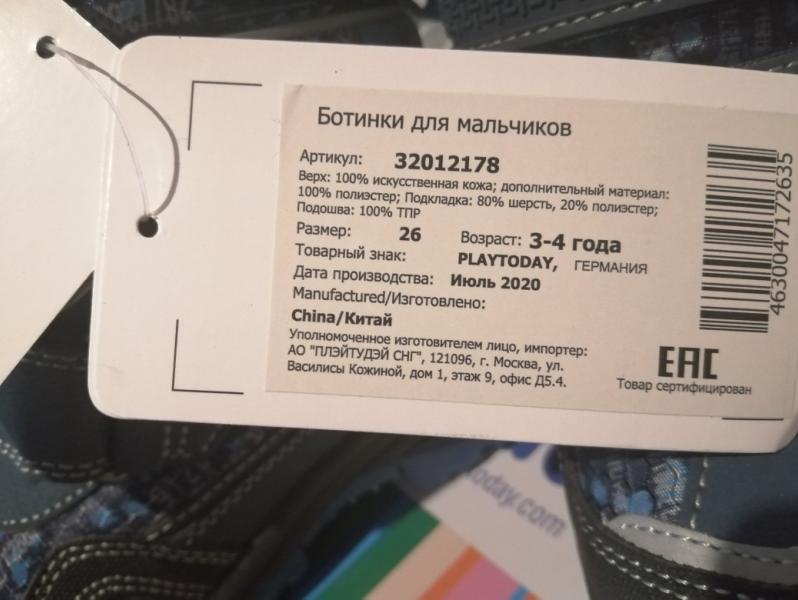 Ботинки для мальчиков
Артикул: 32012178
Верх: 100% искусственная кожа; дополнительный материал:
100% полиэстер; Подкладка: 80% шерсть, 20% полиэстер;
Подошва: 100% ТПР
Размер: 26 Возраст: 3-4 года
Товарный знак: PLAYTODAY, ГЕРМАНИЯ
Дата производства: Июль 2020
Manufactured/Изготовлено:
China/Китай
Уполномоченное изготовителем лицо, импортер:
АО "ПЛЭЙТУДЭЙ СНГ", 121096, г. Москва, ул.
Василисы Кожиной, дом 1, этаж 9, офис Д5.4.
4630047172635
EAC
Товар сертифицирован
oday.com